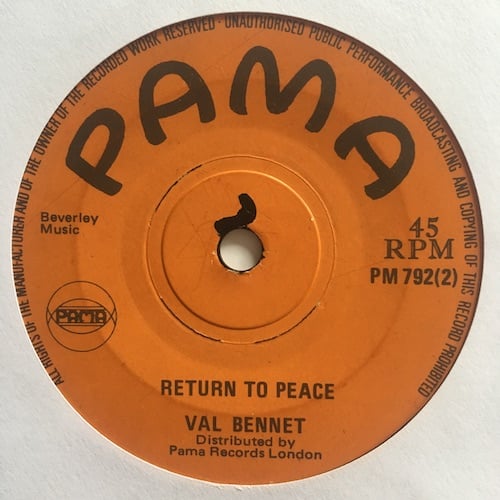 ALL RIGHTS OF THE MANUFACTURER AND OF THE OWNER OF THE RECORDED WORK RESERVED · UNAUTHORISED PUBLIC PERFORMANCE BROADCASTING AND COPYING OF THIS RECORD PROHIBITED
PAMA
Beverley
Music
45
RPM
PM 792(2)
PAMA
RETURN TO PEACE
VAL BENNET
Distributed by
Pama Records London